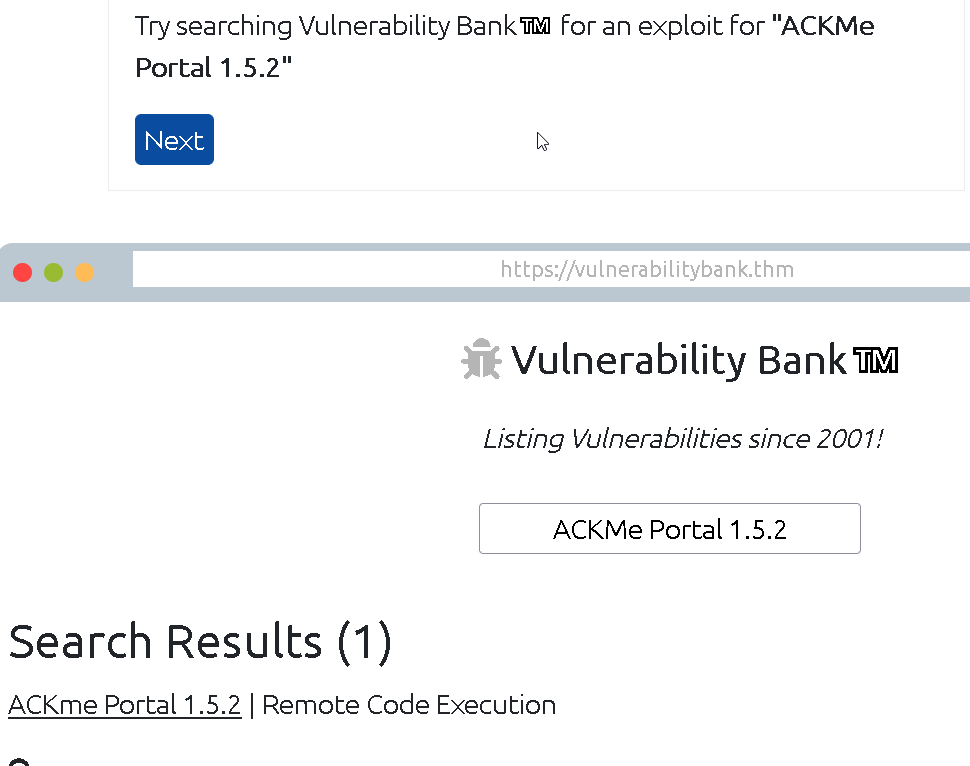 Try searching Vulnerability Bank™ for an exploit for "ACKMe
Portal 1.5.2"
Next
https://vulnerabilitybank.thm
Vulnerability Bank™
Listing Vulnerabilities since 2001!
ACKMe Portal 1.5.2
Search Results (1)
ACKme Portal 1.5.2 | Remote Code Execution